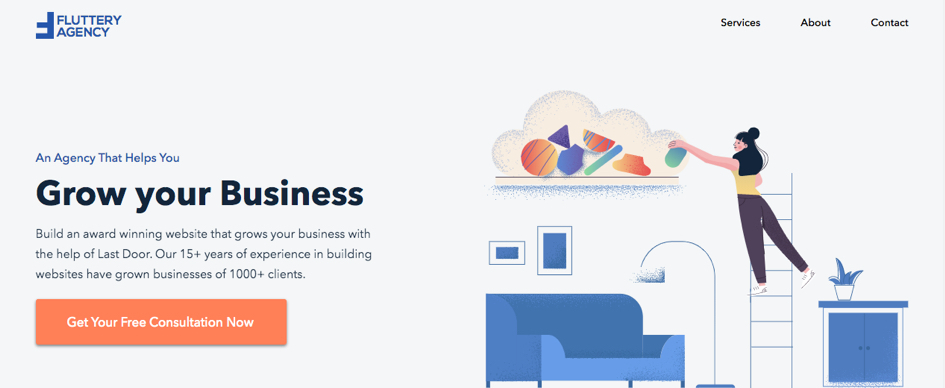 FLUTTERY
AGENCY
Services
About
Contact
An Agency That Helps You
Grow your Business
Build an award winning website that grows your business with
the help of Last Door. Our 15+ years of experience in building
websites have grown businesses of 1000+ clients.
Get Your Free Consultation Now